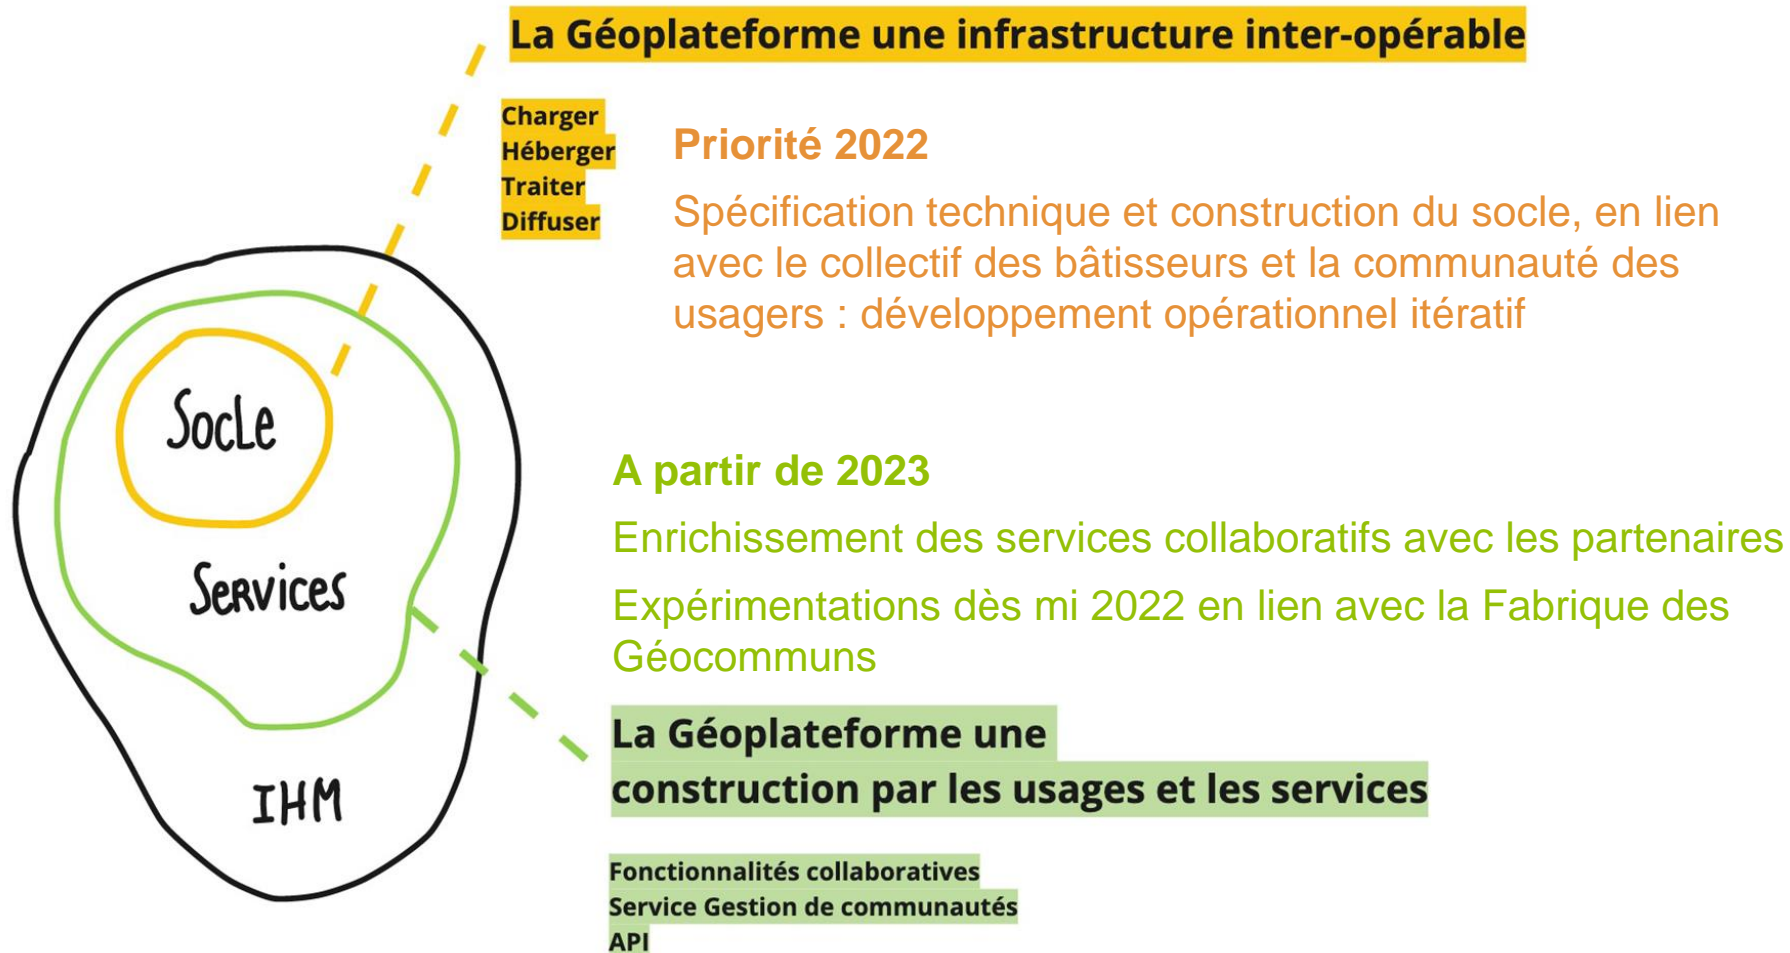 La Géoplateforme une infrastructure inter-opérable
Charger
Héberger
Traiter
Diffuser
Priorité 2022
Spécification technique et construction du socle, en lien
avec le collectif des bâtisseurs et la communauté des
usagers : développement opérationnel itératif
Socle
Services
IHM
A partir de 2023
Enrichissement des services collaboratifs avec les partenaires
Expérimentations dès mi 2022 en lien avec la Fabrique des
Géocommuns
La Géoplateforme une
construction par les usages et les services
Fonctionnalités collaboratives
Service Gestion de communautés
API